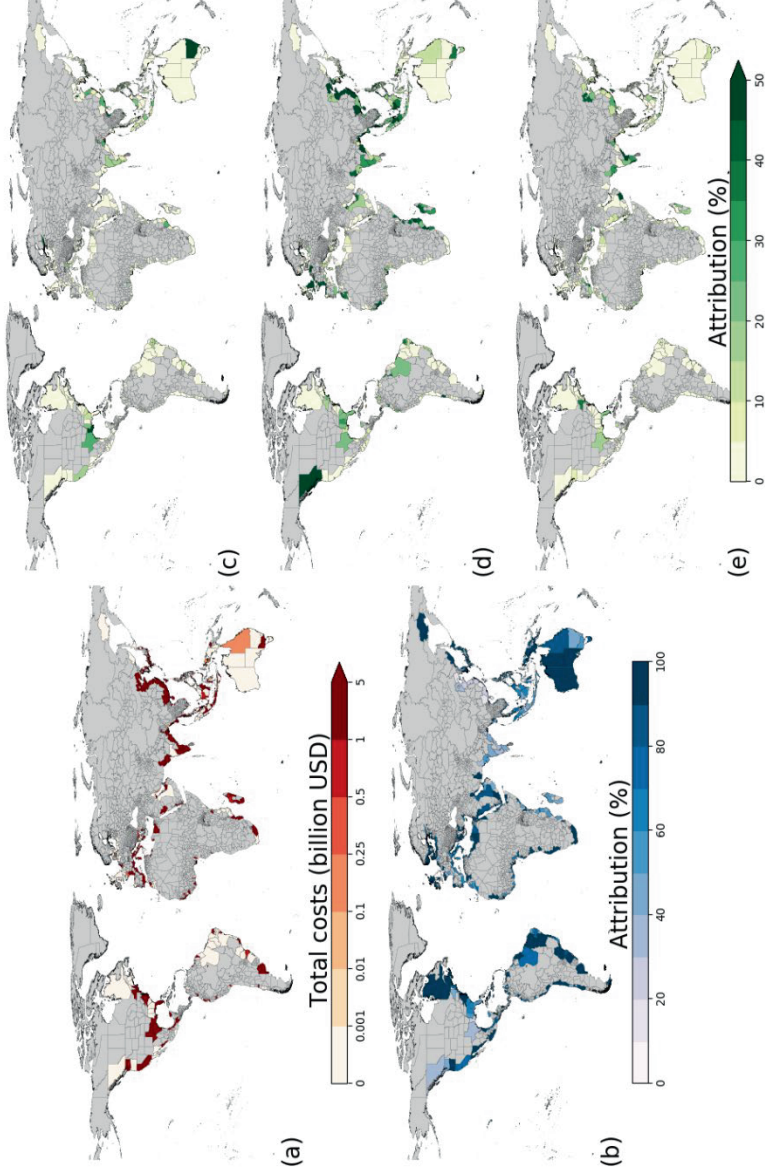 (a)
0 0.001 0.01 0.1 0.25 0.5 1 5
Total costs (billion USD)
(b)
0 20 40 60 80 100
Attribution (%)
(c)
(d)
(e)
0 10 20 30 40 50
Attribution (%)